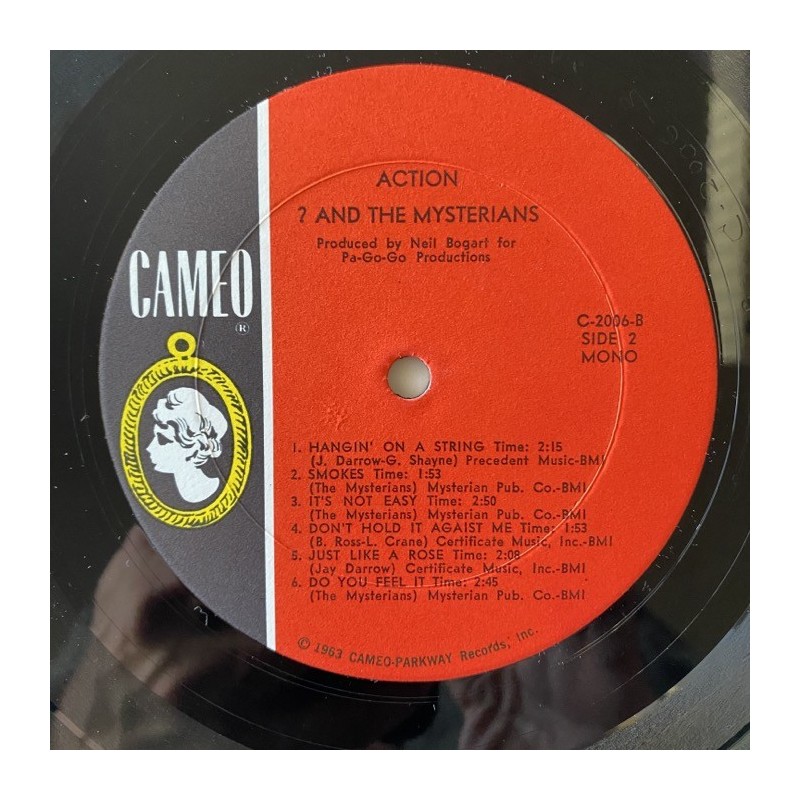 ACTION
? AND THE MYSTERIANS
Produced by Neil Bogart for
Pa-Go-Go Productions
CAMEO
®
C-2006-B
SIDE 2
MONO
1. HANGIN' ON A STRING Time: 2:15
(J. Darrow-G. Shayne) Precedent Music-BMI
2. SMOKES Time: 1:53
(The Mysterians) Mysterian Pub. Co.-BMI
3. IT'S NOT EASY Time: 2:50
(The Mysterians) Mysterian Pub. Co.-BMI
4. DON'T HOLD IT AGAIST ME Time: 1:53
(B. Ross-L. Crane) Certificate Music, Inc.-BMI
5. JUST LIKE A ROSE Time: 2:08
(Jay Darrow) Certificate Music, Inc.-BMI
6. DO YOU FEEL IT Time: 2:45
(The Mysterians) Mysterian Pub. Co.-BMI
© 1963 CAMEO-PARKWAY Records, Inc.